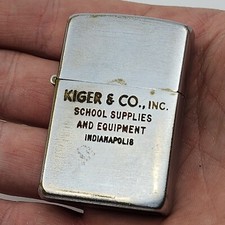 KIGER & CO., INC.
SCHOOL SUPPLIES
AND EQUIPMENT
INDIANAPOLIS